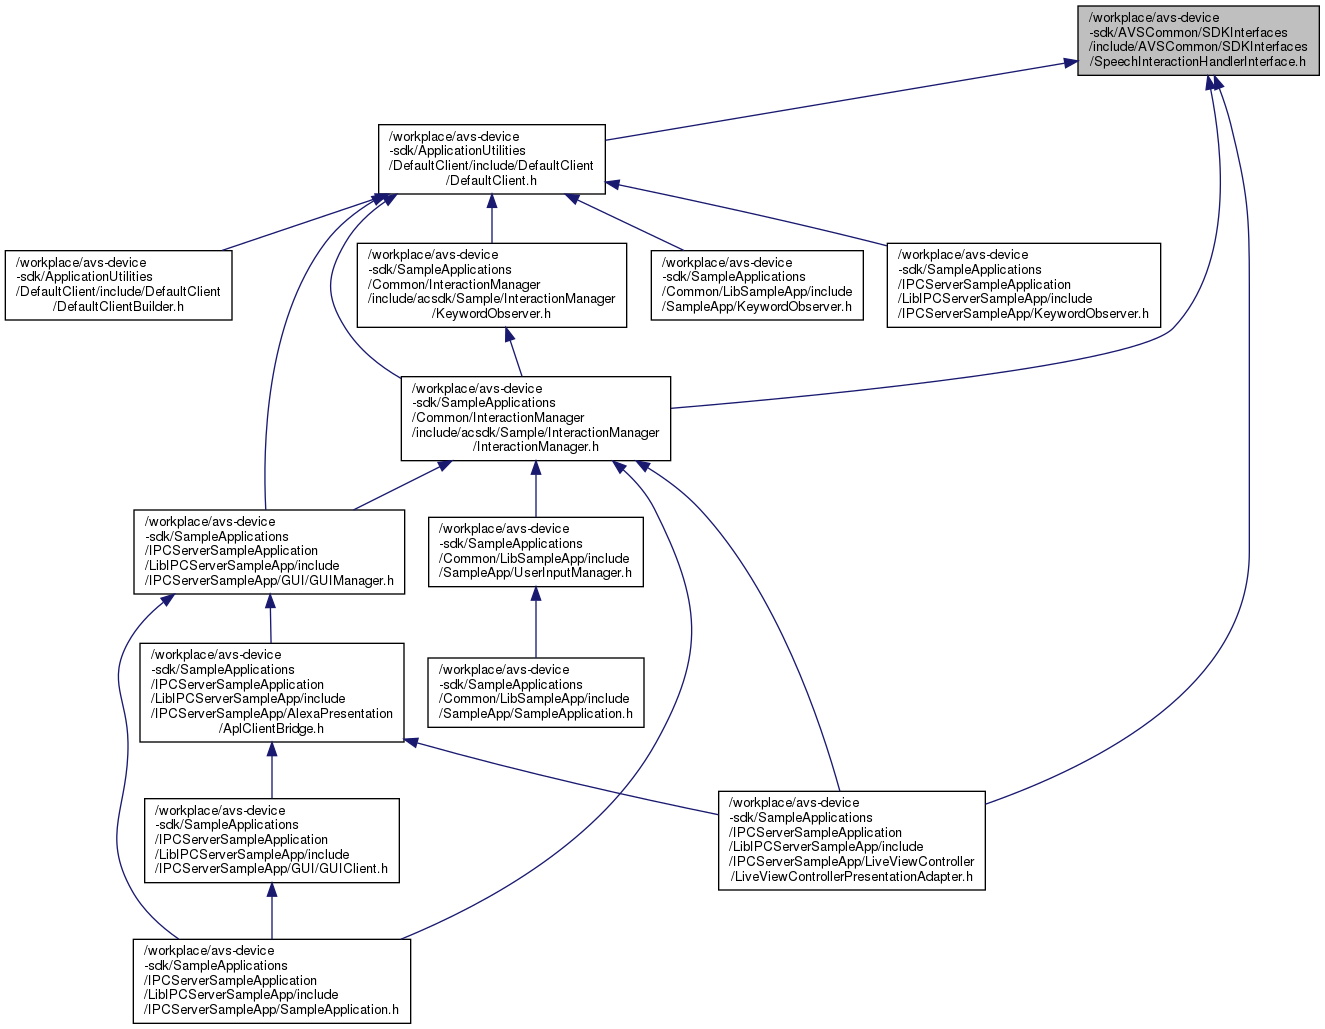 /workplace/avs-device
-sdk/AVSCommon/SDKInterfaces
/include/AVSCommon/SDKInterfaces
/SpeechInteractionHandlerInterface.h
/workplace/avs-device
-sdk/ApplicationUtilities
/DefaultClient/include/DefaultClient
/DefaultClient.h
/workplace/avs-device
-sdk/ApplicationUtilities
/DefaultClient/include/DefaultClient
/DefaultClientBuilder.h
/workplace/avs-device
-sdk/SampleApplications
/Common/InteractionManager
/include/acsdk/Sample/InteractionManager
/KeywordObserver.h
/workplace/avs-device
-sdk/SampleApplications
/Common/LibSampleApp/include
/SampleApp/KeywordObserver.h
/workplace/avs-device
-sdk/SampleApplications
/IPCServerSampleApplication
/LibIPCServerSampleApp/include
/IPCServerSampleApp/KeywordObserver.h
/workplace/avs-device
-sdk/SampleApplications
/Common/InteractionManager
/include/acsdk/Sample/InteractionManager
/InteractionManager.h
/workplace/avs-device
-sdk/SampleApplications
/IPCServerSampleApplication
/LibIPCServerSampleApp/include
/IPCServerSampleApp/GUI/GUIManager.h
/workplace/avs-device
-sdk/SampleApplications
/Common/LibSampleApp/include
/SampleApp/UserInputManager.h
/workplace/avs-device
-sdk/SampleApplications
/IPCServerSampleApplication
/LibIPCServerSampleApp/include
/IPCServerSampleApp/AlexaPresentation
/AplClientBridge.h
/workplace/avs-device
-sdk/SampleApplications
/Common/LibSampleApp/include
/SampleApp/SampleApplication.h
/workplace/avs-device
-sdk/SampleApplications
/IPCServerSampleApplication
/LibIPCServerSampleApp/include
/IPCServerSampleApp/GUI/GUIClient.h
/workplace/avs-device
-sdk/SampleApplications
/IPCServerSampleApplication
/LibIPCServerSampleApp/include
/IPCServerSampleApp/LiveViewController
/LiveViewControllerPresentationAdapter.h
/workplace/avs-device
-sdk/SampleApplications
/IPCServerSampleApplication
/LibIPCServerSampleApp/include
/IPCServerSampleApp/SampleApplication.h